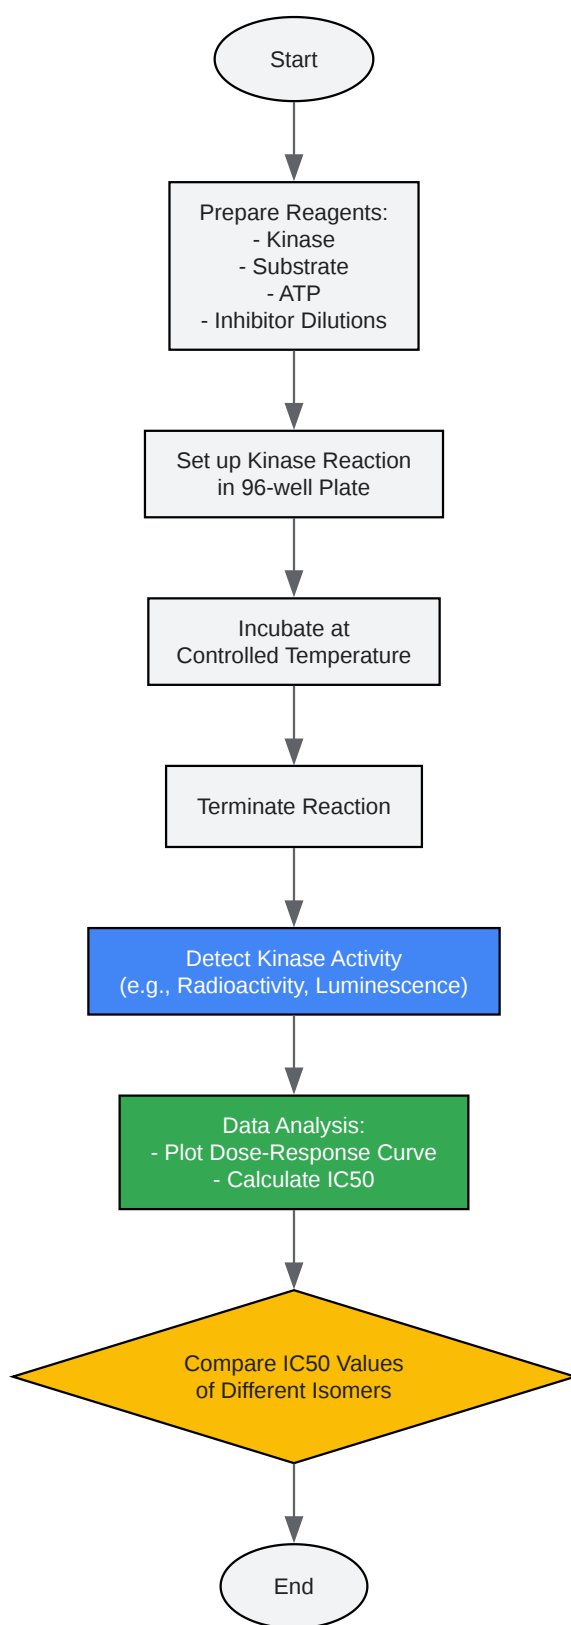 Start
Prepare Reagents:
- Kinase
- Substrate
- ATP
- Inhibitor Dilutions
Set up Kinase Reaction
in 96-well Plate
Incubate at
Controlled Temperature
Terminate Reaction
Detect Kinase Activity
(e.g., Radioactivity, Luminescence)
Data Analysis:
- Plot Dose-Response Curve
- Calculate IC50
Compare IC50 Values
of Different Isomers
End